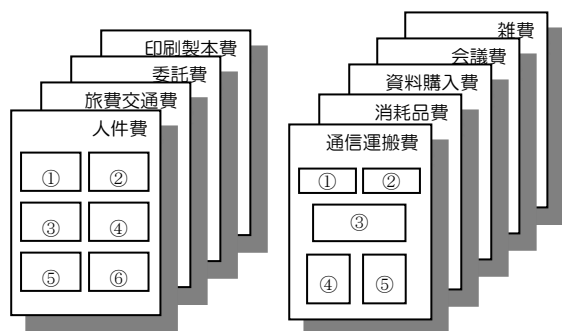 印刷製本費
委託費
旅費交通費
人件費
① ②
③ ④
⑤ ⑥
雑費
会議費
資料購入費
消耗品費
通信運搬費
① ②
③
④ ⑤